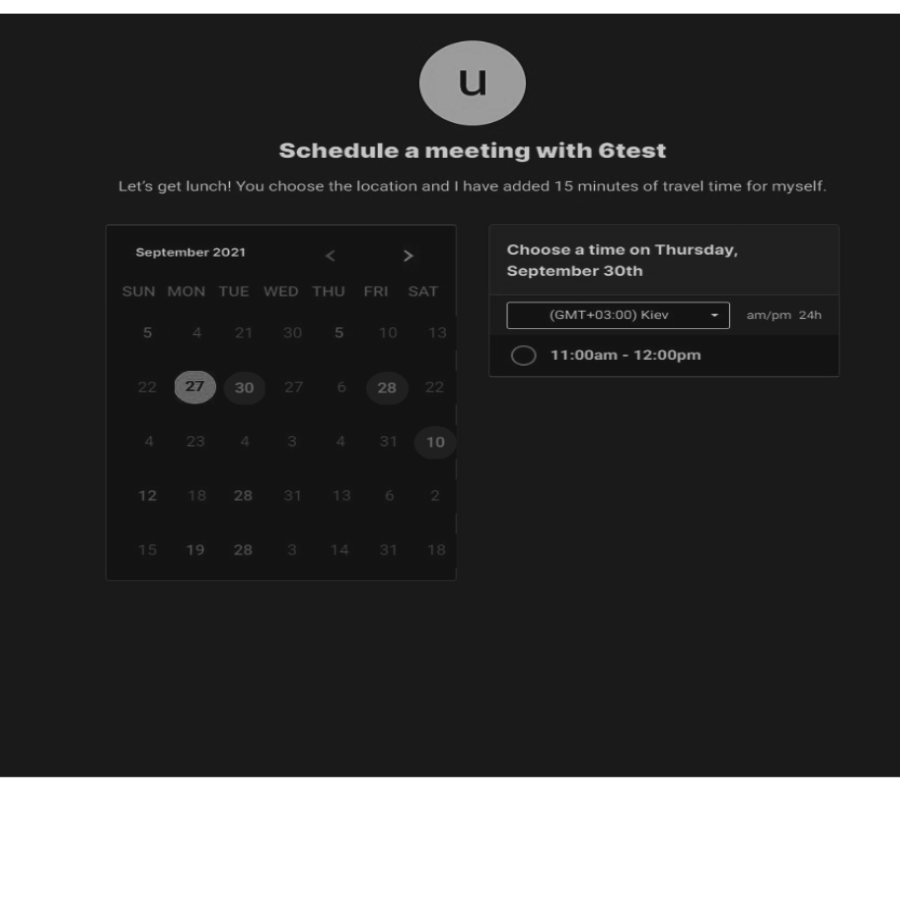 u
Schedule a meeting with 6test
Let's get lunch! You choose the location and I have added 15 minutes of travel time for myself.
September 2021 < >
SUN MON TUE WED THU FRI SAT
5 4 21 30 5 10 13
22 27 30 27 6 28 22
4 23 4 3 4 31 10
12 18 28 31 13 6 2
15 19 28 3 14 31 18
Choose a time on Thursday,
September 30th
(GMT+03:00) Kiev am/pm 24h
11:00am - 12:00pm